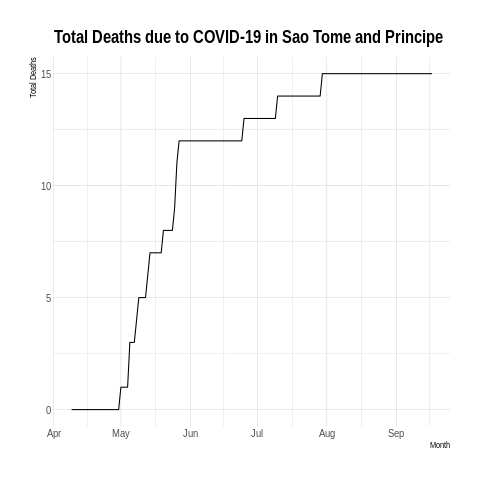 Total Deaths due to COVID-19 in Sao Tome and Principe
Total Deaths
15
10
5
0
Apr May Jun Jul Aug Sep
Month